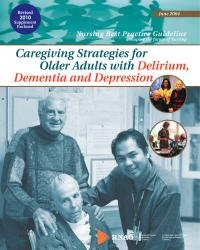 Revised
2010
Supplement
Enclosed
June 2004
Nursing Best Practice Guideline
Shaping the future of Nursing
Caregiving Strategies for
Older Adults with Delirium,
Dementia and Depression
RNAO